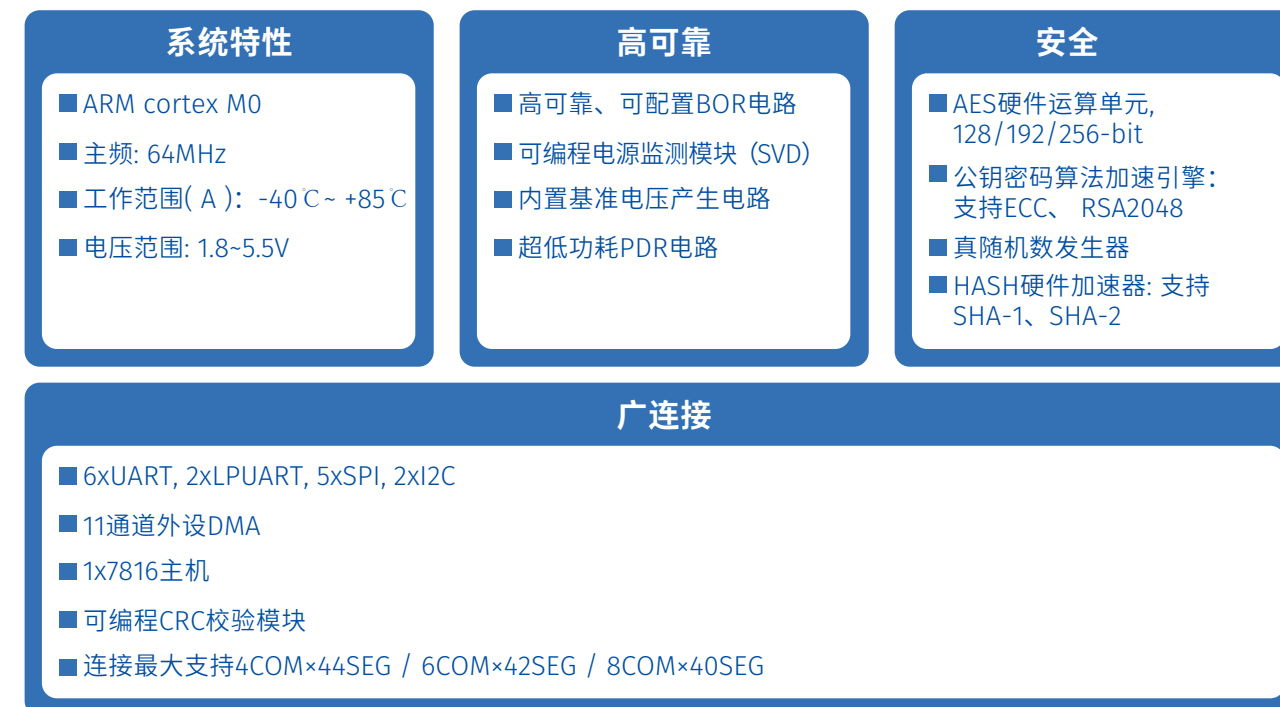 系统特性
ARM cortex M0
主频: 64MHz
工作范围( A ): -40℃~ +85℃
电压范围: 1.8~5.5V
高可靠
高可靠、可配置BOR电路
可编程电源监测模块 (SVD)
内置基准电压产生电路
超低功耗PDR电路
安全
AES硬件运算单元,
128/192/256-bit
公钥密码算法加速引擎:
支持ECC、 RSA2048
真随机数发生器
HASH硬件加速器: 支持
SHA-1、SHA-2
广连接
6xUART, 2xLPUART, 5xSPI, 2xI2C
11通道外设DMA
1x7816主机
可编程CRC校验模块
连接最大支持4COM×44SEG / 6COM×42SEG / 8COM×40SEG